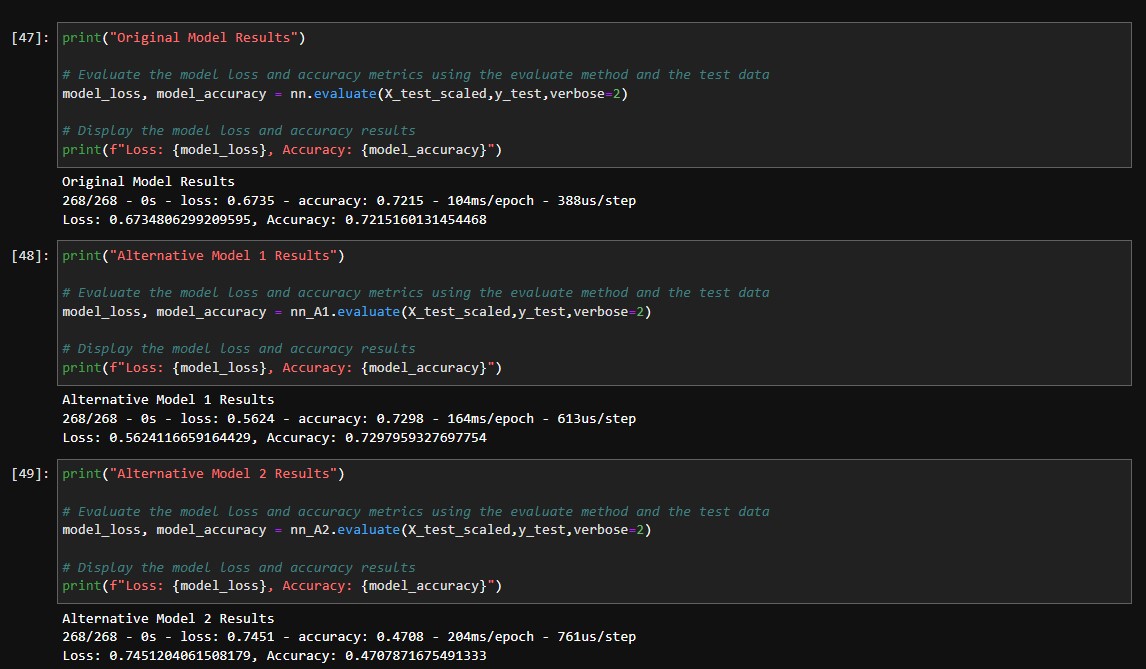 [47]: print("Original Model Results")
# Evaluate the model loss and accuracy metrics using the evaluate method and the test data
model_loss, model_accuracy = nn.evaluate(X_test_scaled,y_test,verbose=2)
# Display the model loss and accuracy results
print(f"Loss: {model_loss}, Accuracy: {model_accuracy}")
Original Model Results
268/268 - 0s - loss: 0.6735 - accuracy: 0.7215 - 104ms/epoch - 388us/step
Loss: 0.6734806299209595, Accuracy: 0.7215160131454468
[48]: print("Alternative Model 1 Results")
# Evaluate the model loss and accuracy metrics using the evaluate method and the test data
model_loss, model_accuracy = nn_A1.evaluate(X_test_scaled,y_test,verbose=2)
# Display the model loss and accuracy results
print(f"Loss: {model_loss}, Accuracy: {model_accuracy}")
Alternative Model 1 Results
268/268 - 0s - loss: 0.5624 - accuracy: 0.7298 - 164ms/epoch - 613us/step
Loss: 0.5624116659164429, Accuracy: 0.7297959327697754
[49]: print("Alternative Model 2 Results")
# Evaluate the model loss and accuracy metrics using the evaluate method and the test data
model_loss, model_accuracy = nn_A2.evaluate(X_test_scaled,y_test,verbose=2)
# Display the model loss and accuracy results
print(f"Loss: {model_loss}, Accuracy: {model_accuracy}")
Alternative Model 2 Results
268/268 - 0s - loss: 0.7451 - accuracy: 0.4708 - 204ms/epoch - 761us/step
Loss: 0.7451204061508179, Accuracy: 0.4707871675491333